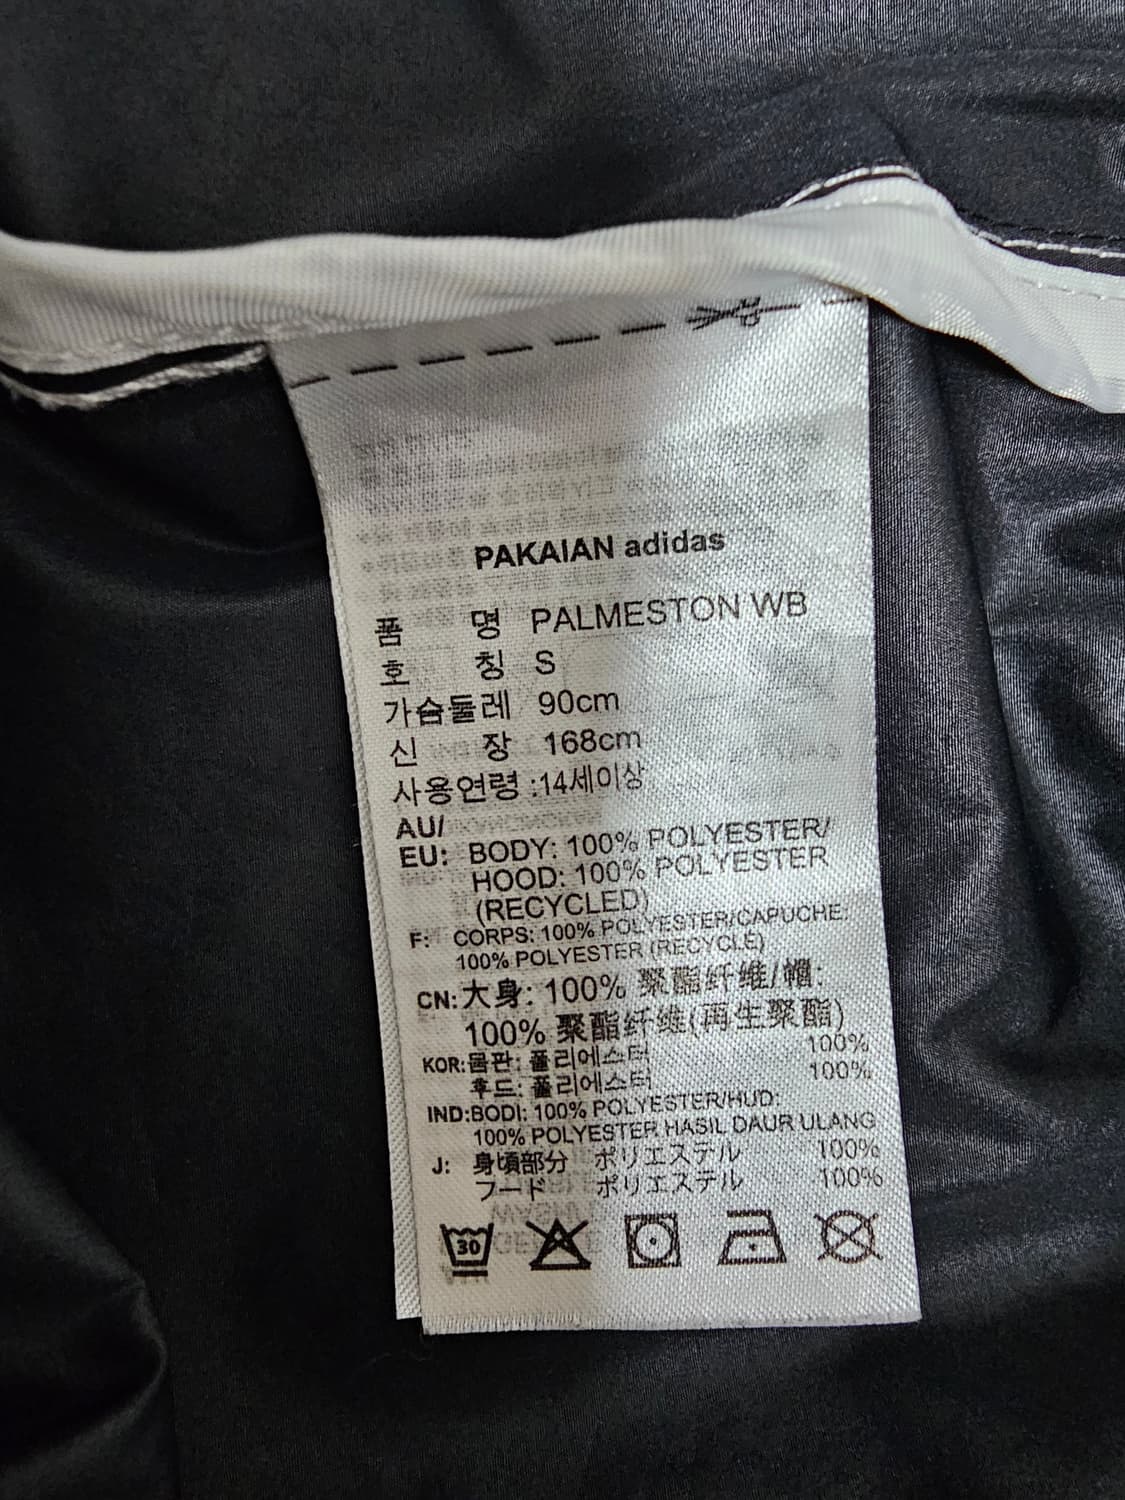 PAKAIAN adidas
품 명 PALMESTON WB
호 칭 S
가슴둘레 90cm
신 장 168cm
사용연령 :14세이상
AU/
EU: BODY: 100% POLYESTER/
HOOD: 100% POLYESTER
(RECYCLED)
F: CORPS: 100% POLYESTER/CAPUCHE:
100% POLYESTER (RECYCLE)
CN: 大身: 100% 聚酯纤维/帽:
100% 聚酯纤维(再生聚酯)
KOR: 몸판: 폴리에스터 100%
후드: 폴리에스터 100%
IND:BODI: 100% POLYESTER/HUD:
100% POLYESTER HASIL DAUR ULANG
J: 身頃部分 ポリエステル 100%
フード ポリエステル 100%
30